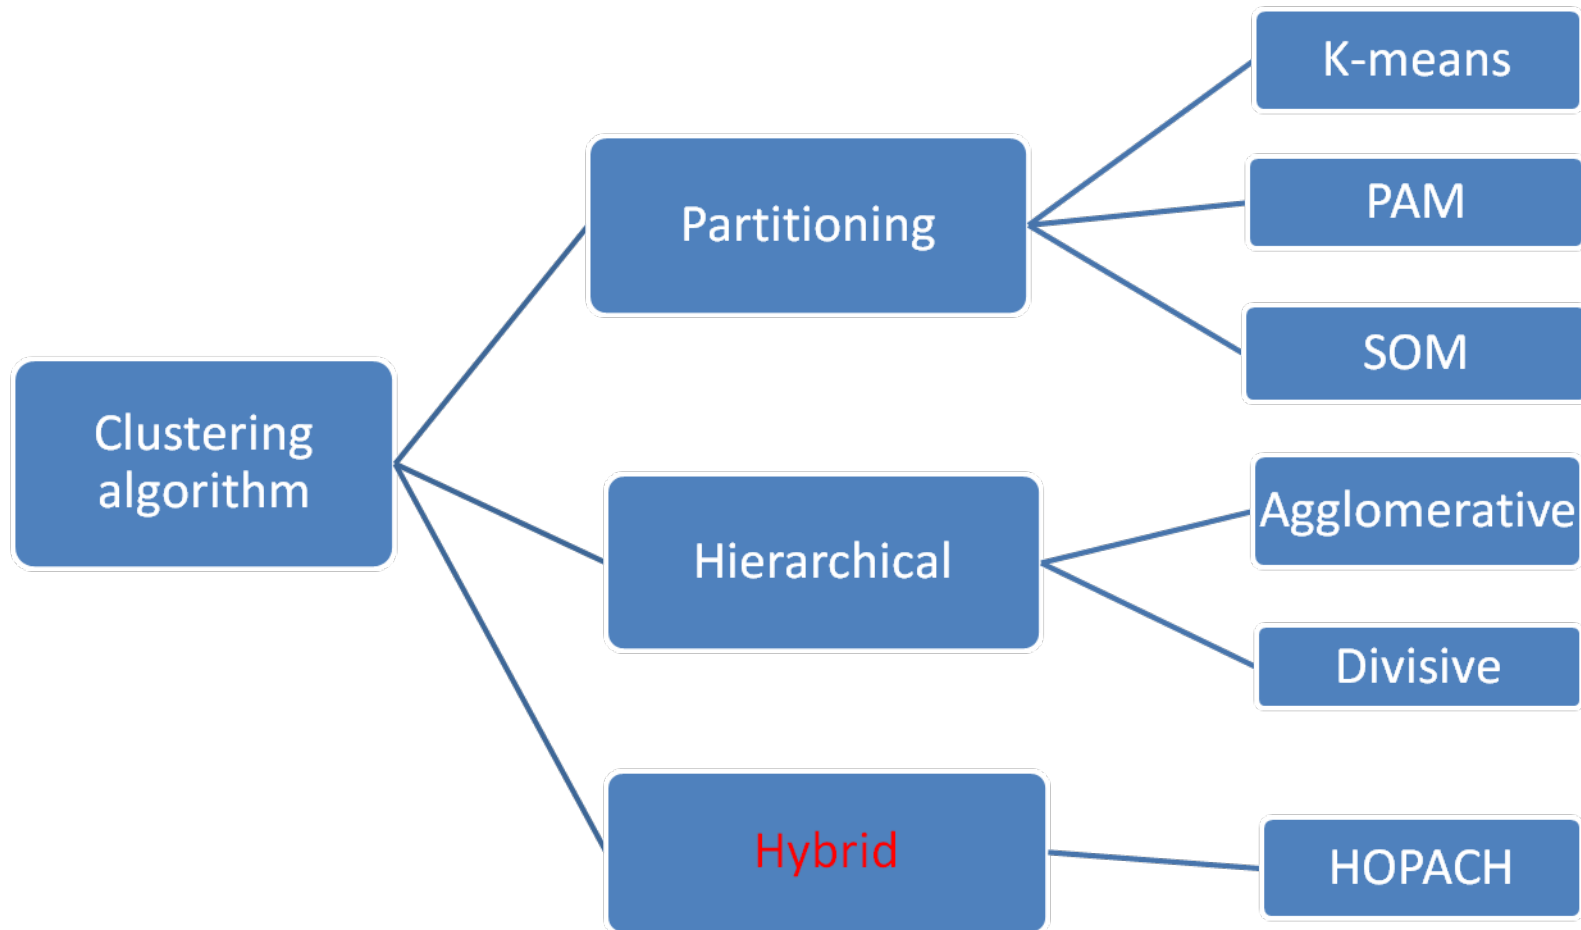 Clustering
algorithm
Partitioning
K-means
PAM
SOM
Hierarchical
Agglomerative
Divisive
Hybrid
HOPACH